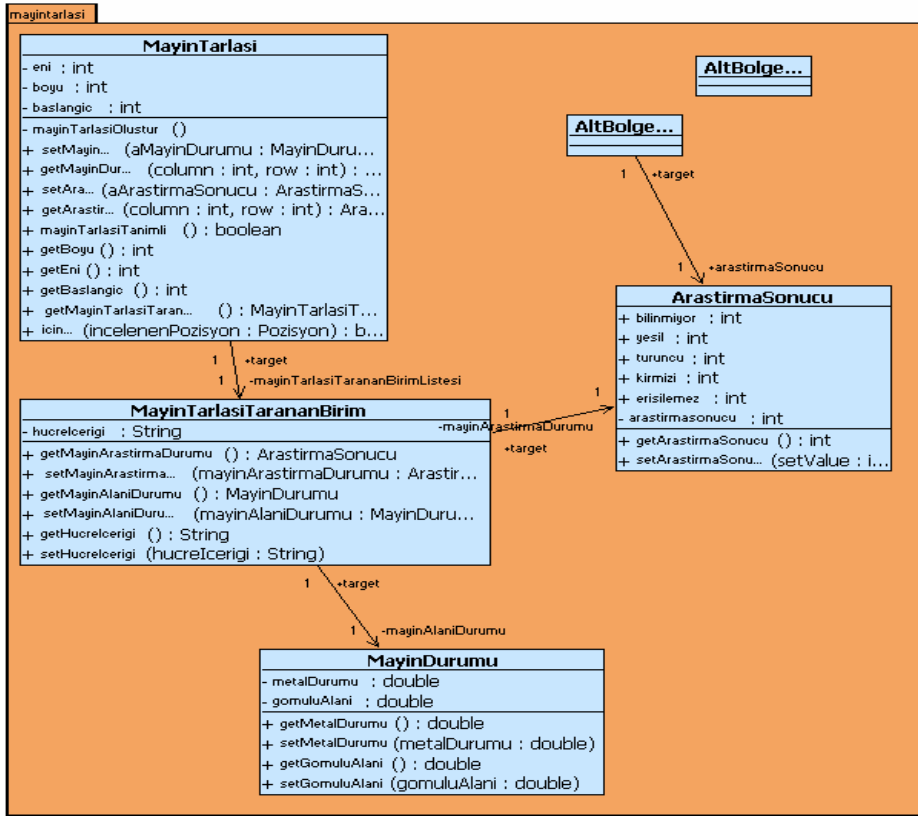 mayintarlasi
MayinTarlasi
- eni : int
- boyu : int
- baslangic : int
- mayinTarlasiOlustur ()
+ setMayin... (aMayinDurumu : MayinDuru...
+ getMayinDur... (column : int, row : int) : ...
+ setAra... (aArastirmaSonucu : ArastirmaS...
+ getArastir... (column : int, row : int) : Ara...
+ mayinTarlasiTanimli () : boolean
+ getBoyu () : int
+ getEni () : int
+ getBaslangic () : int
+ getMayinTarlasiTaran... () : MayinTarlasiT...
+ icin... (incelenenPozisyon : Pozisyon) : b...
AltBolge...
AltBolge...
1 +target
1 +arastirmaSonucu
ArastirmaSonucu
+ bilinmiyor : int
+ yesil : int
+ turuncu : int
+ kirmizi : int
+ erisilemez : int
- arastirmasonucu : int
+ getArastirmaSonucu () : int
+ setArastirmaSonu... (setValue : i...
1 +target
1 -mayinTarlasiTarananBirimListesi
MayinTarlasiTarananBirim
- hucreIcerigi : String
+ getMayinArastirmaDurumu () : ArastirmaSonucu
+ setMayinArastirma... (mayinArastirmaDurumu : Arastir...
+ getMayinAlaniDurumu () : MayinDurumu
+ setMayinAlaniDuru... (mayinAlaniDurumu : MayinDuru...
+ getHucreIcerigi () : String
+ setHucreIcerigi (hucreIcerigi : String)
1
1
-mayinArastirmaDurumu
+target
1 +target
1 -mayinAlaniDurumu
MayinDurumu
- metalDurumu : double
- gomuluAlani : double
+ getMetalDurumu () : double
+ setMetalDurumu (metalDurumu : double)
+ getGomuluAlani () : double
+ setGomuluAlani (gomuluAlani : double)